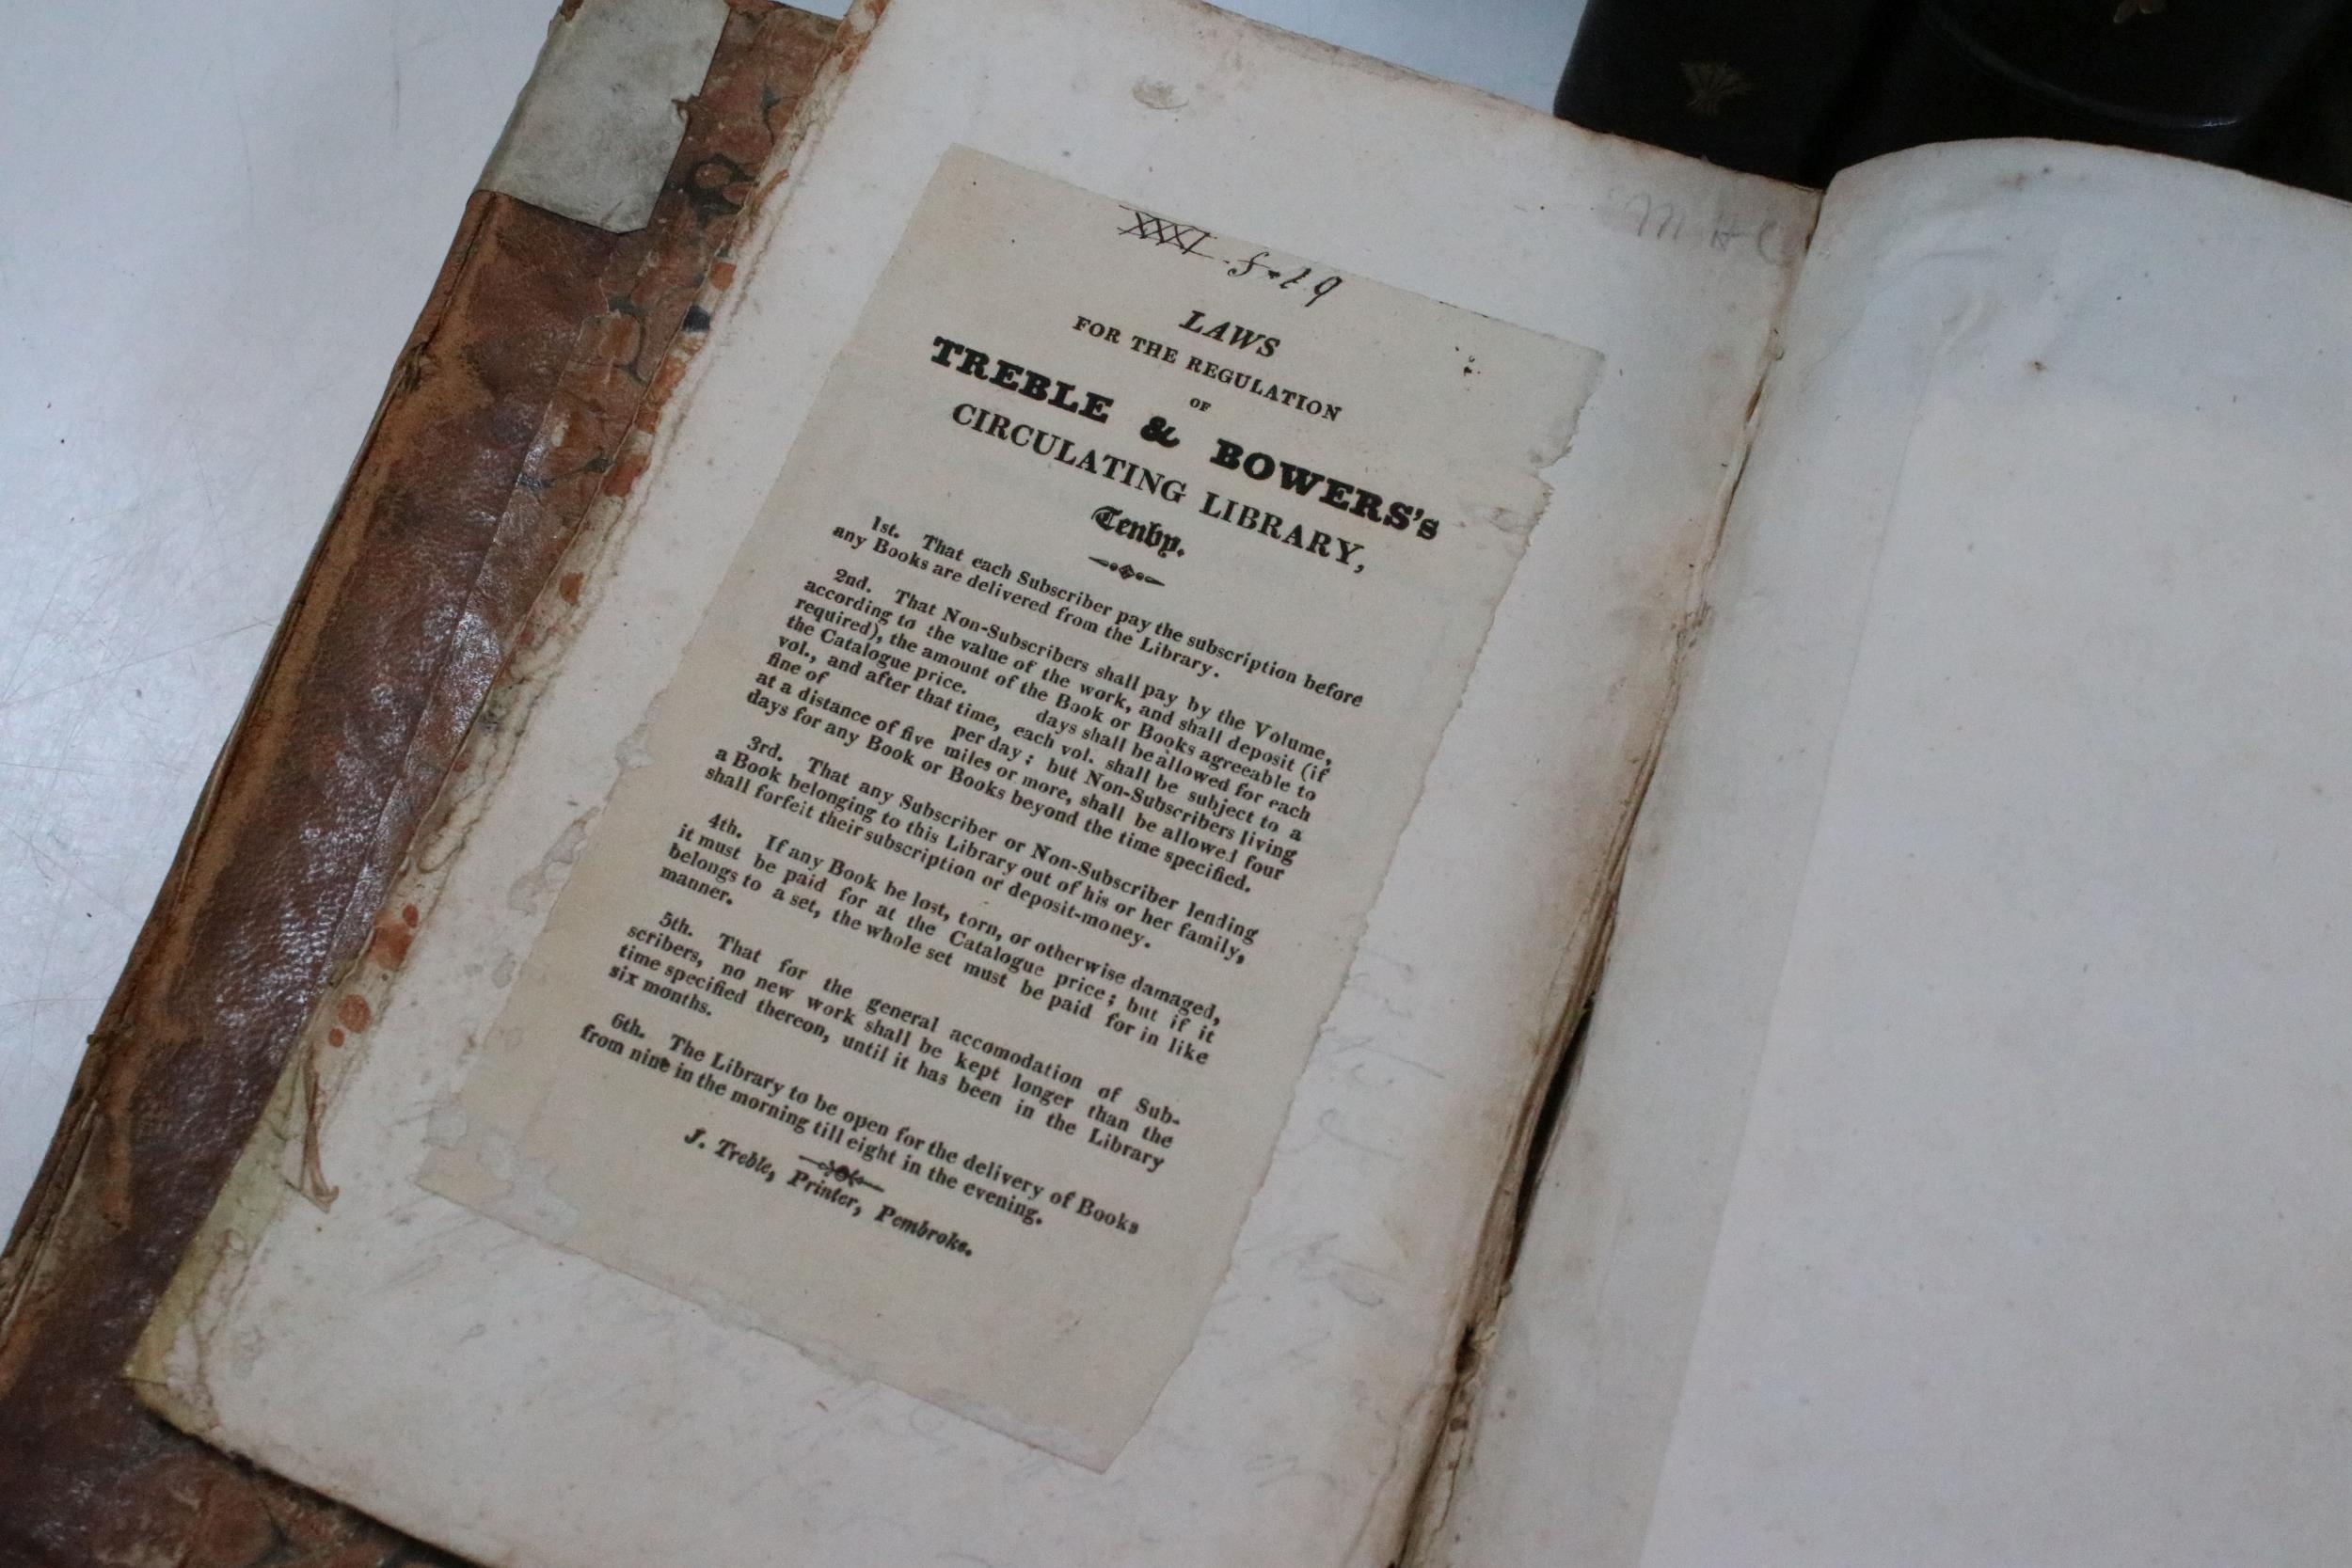 XXXI
LAWS
FOR THE REGULATION
OF
TREBLE & BOWERS's
CIRCULATING LIBRARY,
Tenby.
1st. That each Subscriber pay the subscription before
any Books are delivered from the Library.
2nd. That Non-Subscribers shall pay by the Volume,
according to the value of the work, and shall deposit (if
required), the amount of the Book or Books agreeable to
the Catalogue price. days shall be allowed for each
vol., and after that time, each vol. shall be subject to a
fine of per day; but Non-Subscribers living
at a distance of five miles or more, shall be allowed four
days for any Book or Books beyond the time specified.
3rd. That any Subscriber or Non-Subscriber lending
a Book belonging to this Library out of his or her family,
shall forfeit their subscription or deposit-money.
4th. If any Book be lost, torn, or otherwise damaged,
it must be paid for at the Catalogue price; but if it
belongs to a set, the whole set must be paid for in like
manner.
5th. That for the general accomodation of Sub-
scribers, no new work shall be kept longer than the
time specified thereon, until it has been in the Library
six months.
6th. The Library to be open for the delivery of Books
from nine in the morning till eight in the evening.
J. Treble, Printer, Pembroke.